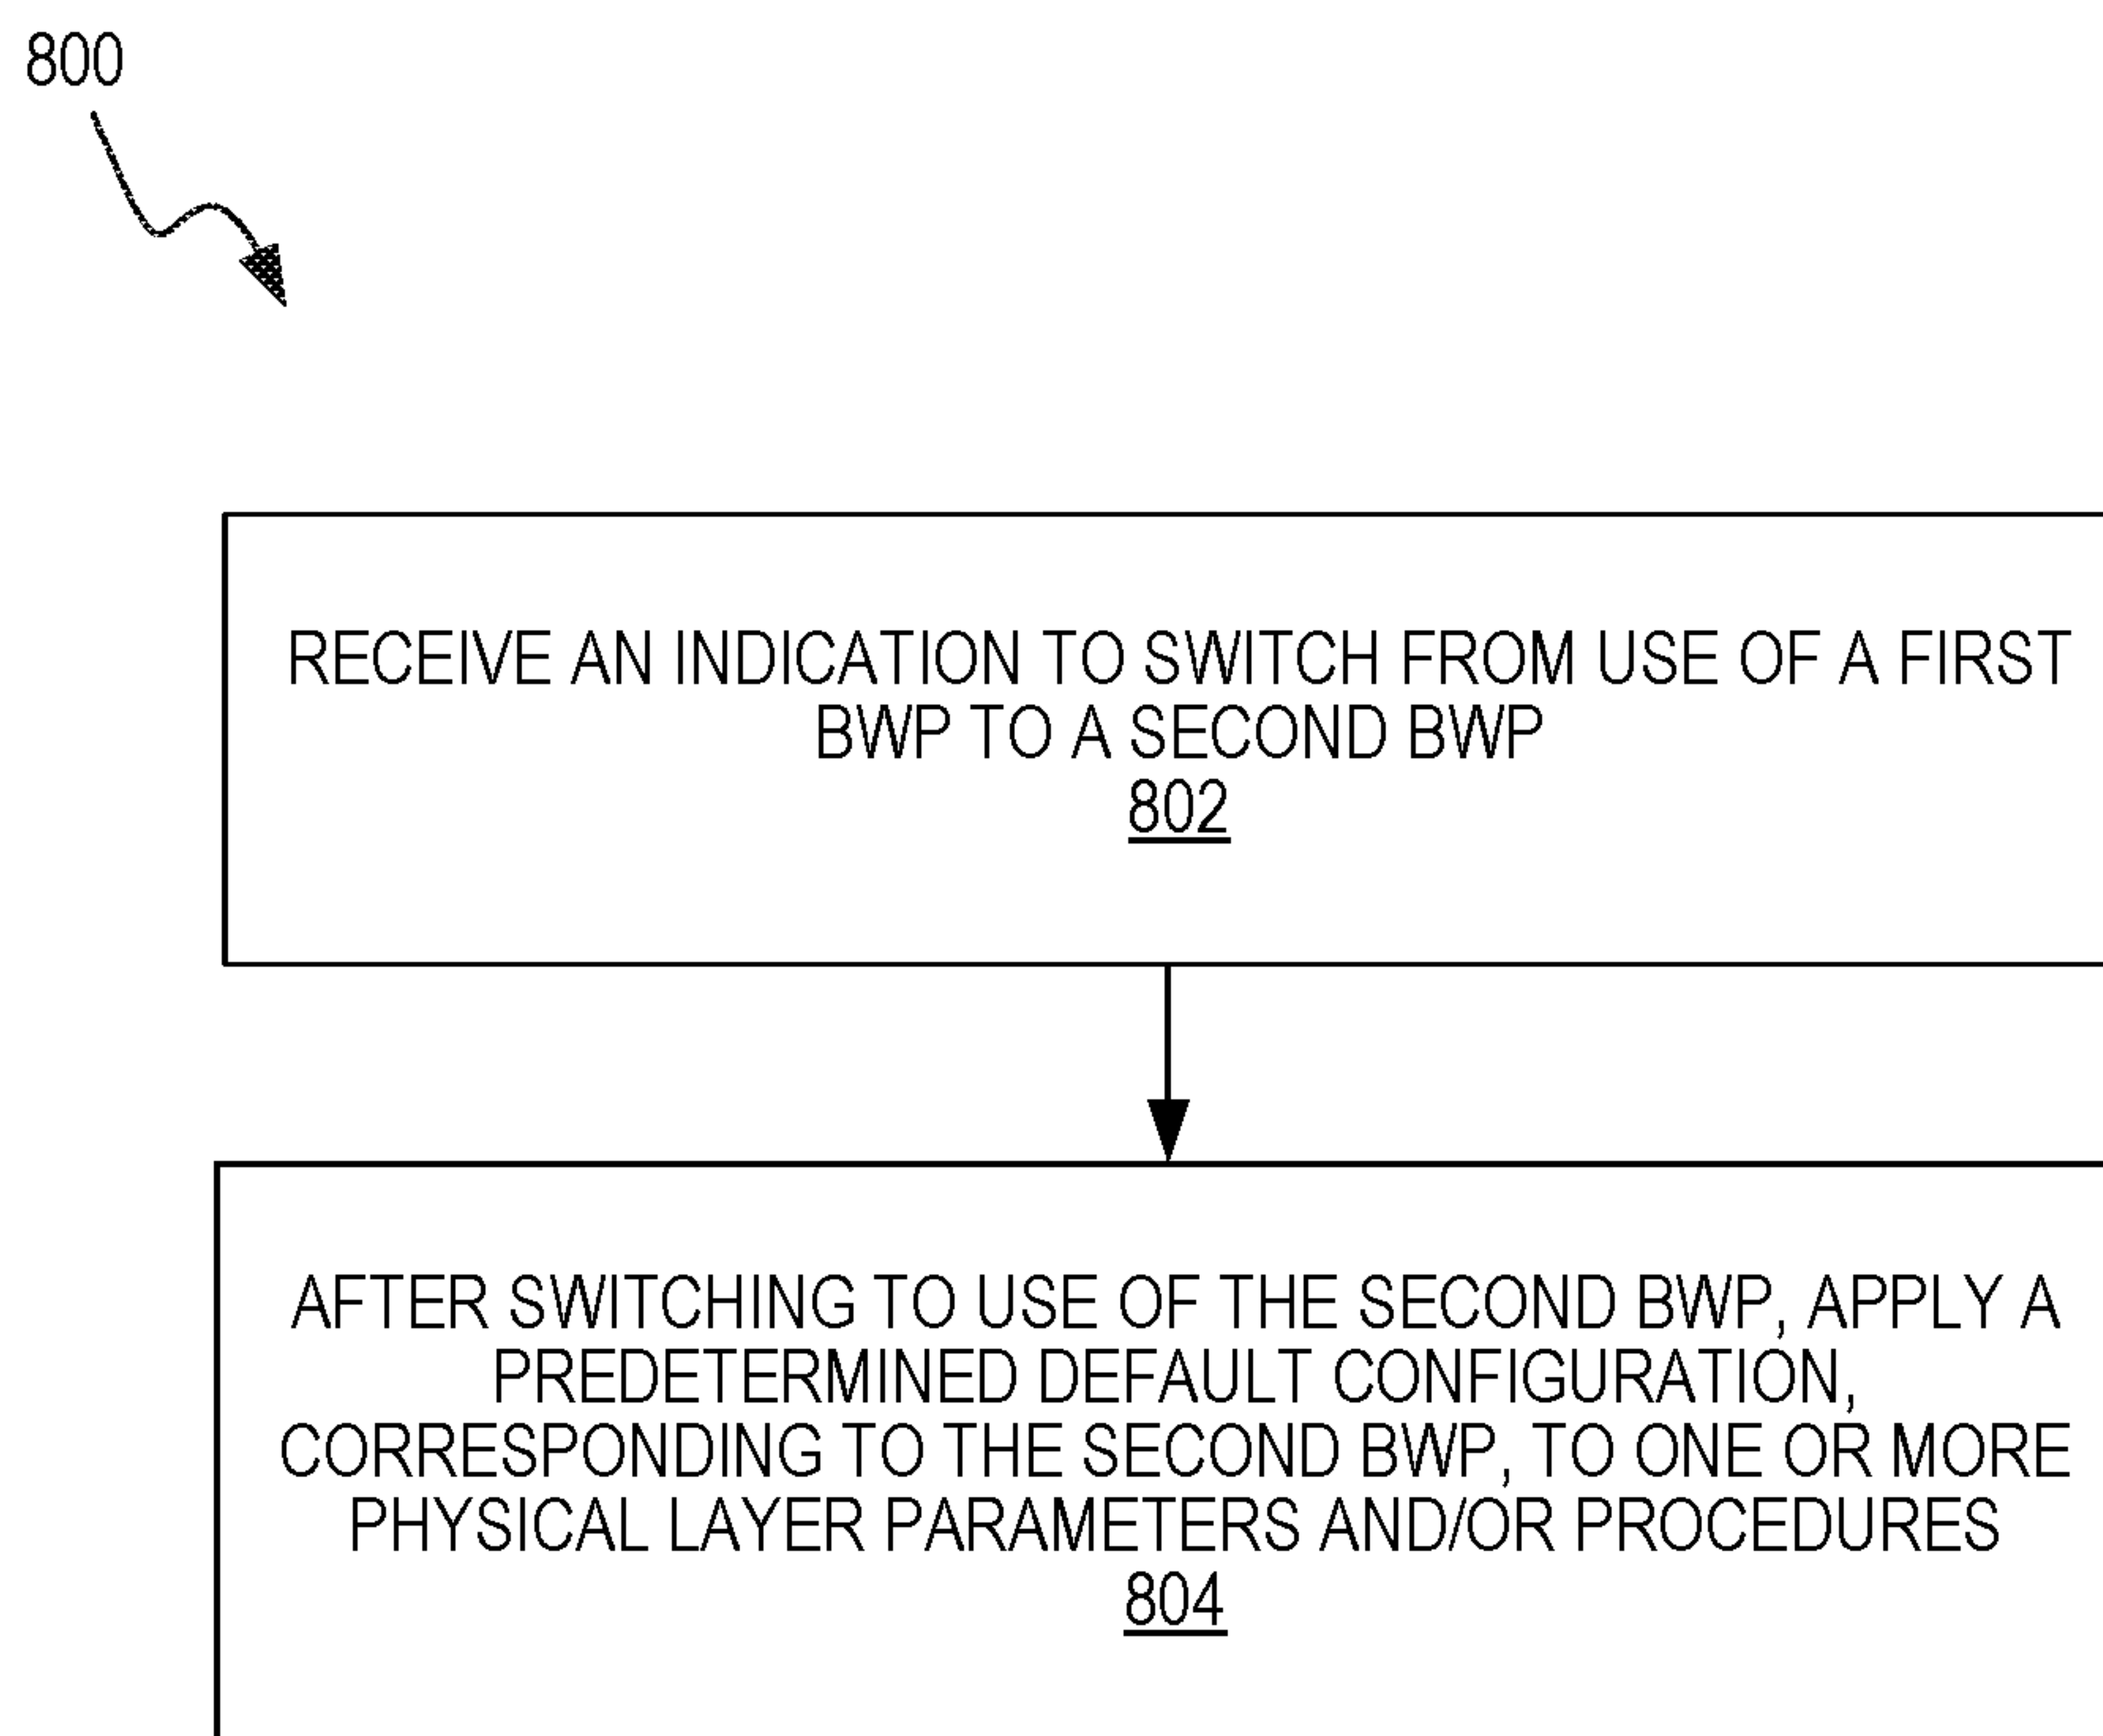 800
RECEIVE AN INDICATION TO SWITCH FROM USE OF A FIRST
BWP TO A SECOND BWP
802
AFTER SWITCHING TO USE OF THE SECOND BWP, APPLY A
PREDETERMINED DEFAULT CONFIGURATION,
CORRESPONDING TO THE SECOND BWP, TO ONE OR MORE
PHYSICAL LAYER PARAMETERS AND/OR PROCEDURES
804